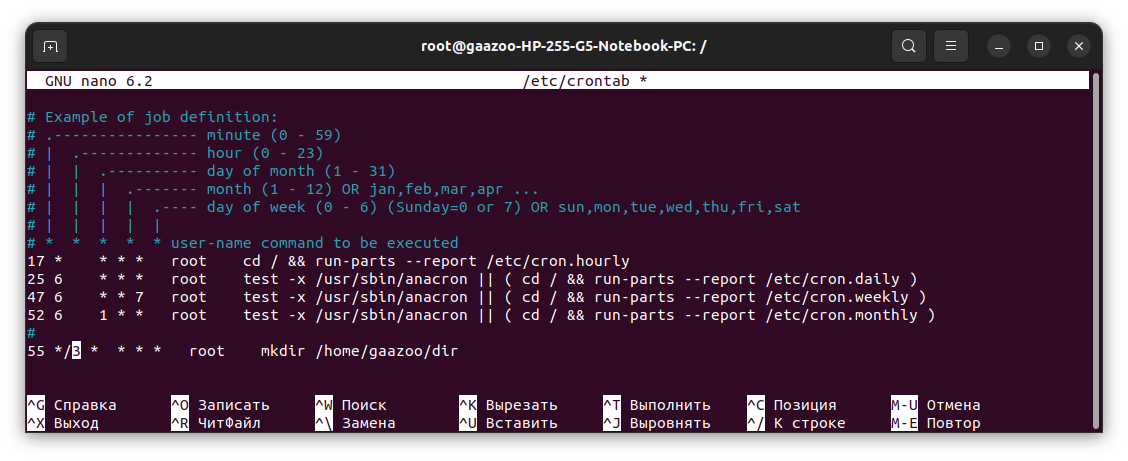 root@gaazoo-HP-255-G5-Notebook-PC: /
GNU nano 6.2 /etc/crontab *
# Example of job definition:
# .---------------- minute (0 - 59)
# |  .------------- hour (0 - 23)
# |  |  .---------- day of month (1 - 31)
# |  |  |  .------- month (1 - 12) OR jan,feb,mar,apr ...
# |  |  |  |  .---- day of week (0 - 6) (Sunday=0 or 7) OR sun,mon,tue,wed,thu,fri,sat
# |  |  |  |  |
# *  *  *  *  * user-name command to be executed
17 *    * * *   root    cd / && run-parts --report /etc/cron.hourly
25 6    * * *   root    test -x /usr/sbin/anacron || ( cd / && run-parts --report /etc/cron.daily )
47 6    * * 7   root    test -x /usr/sbin/anacron || ( cd / && run-parts --report /etc/cron.weekly )
52 6    1 * *   root    test -x /usr/sbin/anacron || ( cd / && run-parts --report /etc/cron.monthly )
#
55 */3 *  * * *   root    mkdir /home/gaazoo/dir
^G Справка ^O Записать ^W Поиск ^K Вырезать ^T Выполнить ^C Позиция M-U Отмена
^X Выход ^R ЧитФайл ^\ Замена ^U Вставить ^J Выровнять ^/ К строке M-E Повтор